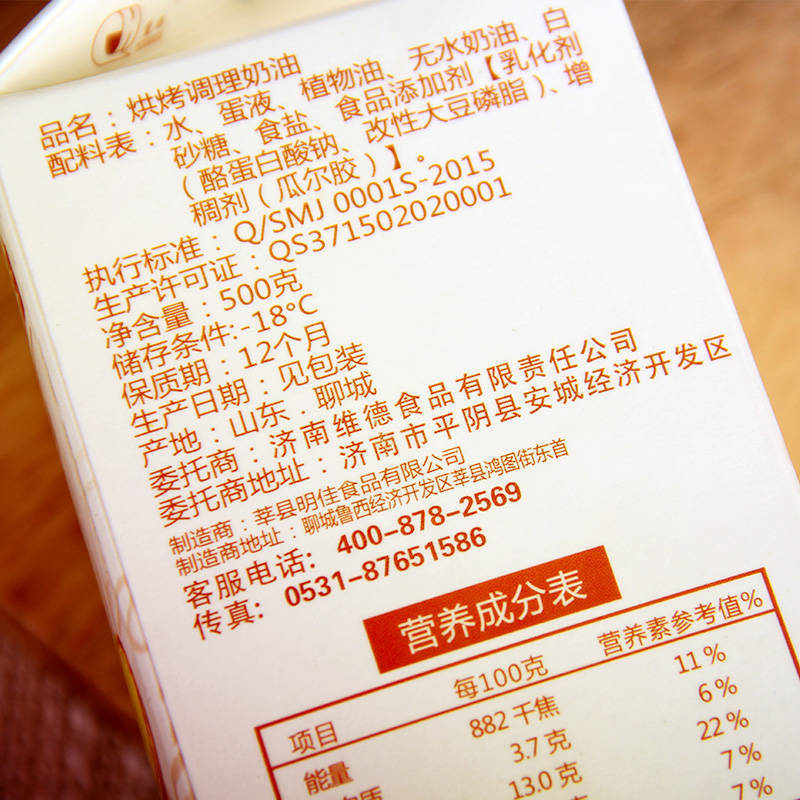 品名：烘烤调理奶油
配料表：水、蛋液、植物油、无水奶油、白
砂糖、食盐、食品添加剂【乳化剂
（酪蛋白酸钠、改性大豆磷脂）、增
稠剂（瓜尔胶）】。
执行标准：Q/SMJ 0001S-2015
生产许可证：QS371502020001
净含量：500克
储存条件:-18℃
保质期：12个月
生产日期：见包装
产地：山东．聊城
委托商：济南维德食品有限责任公司
委托商地址：济南市平阴县安城经济开发区
制造商：莘县明佳食品有限公司
制造商地址：聊城鲁西经济开发区莘县鸿图街东首
客服电话：400-878-2569
传真：0531-87651586
营养成分表
项目 每100克 营养素参考值%
能量 882千焦 11%
3.7克 6%
13.0克 22%
7%
7%